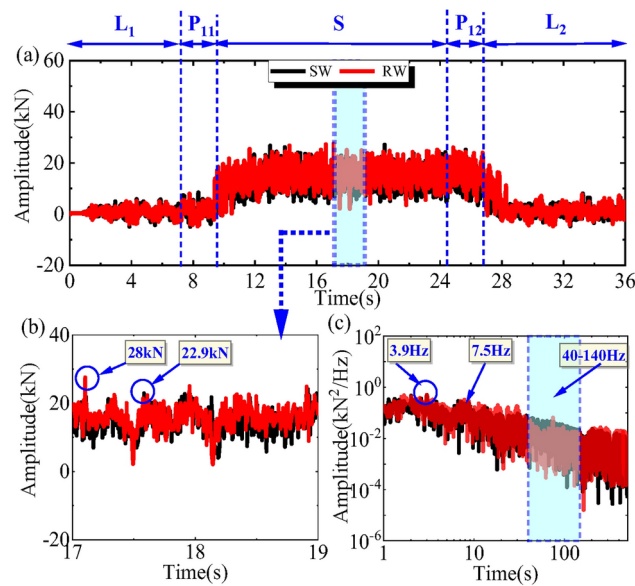 L1 P11 S P12 L2
(a)
SW RW
Amplitude(kN)
60
40
20
0
-20
0 4 8 12 16 20 24 28 32 36
Time(s)
(b)
28kN
22.9kN
Amplitude(kN)
40
20
0
-20
17 18 19
Time(s)
(c)
3.9Hz
7.5Hz
40-140Hz
Amplitude(kN²/Hz)
10²
10⁰
10⁻²
10⁻⁴
10⁻⁶
1 10 100
Time(s)